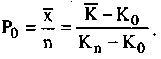 P₀ = x̄/n = (K̄ − K₀)/(Kₙ − K₀).